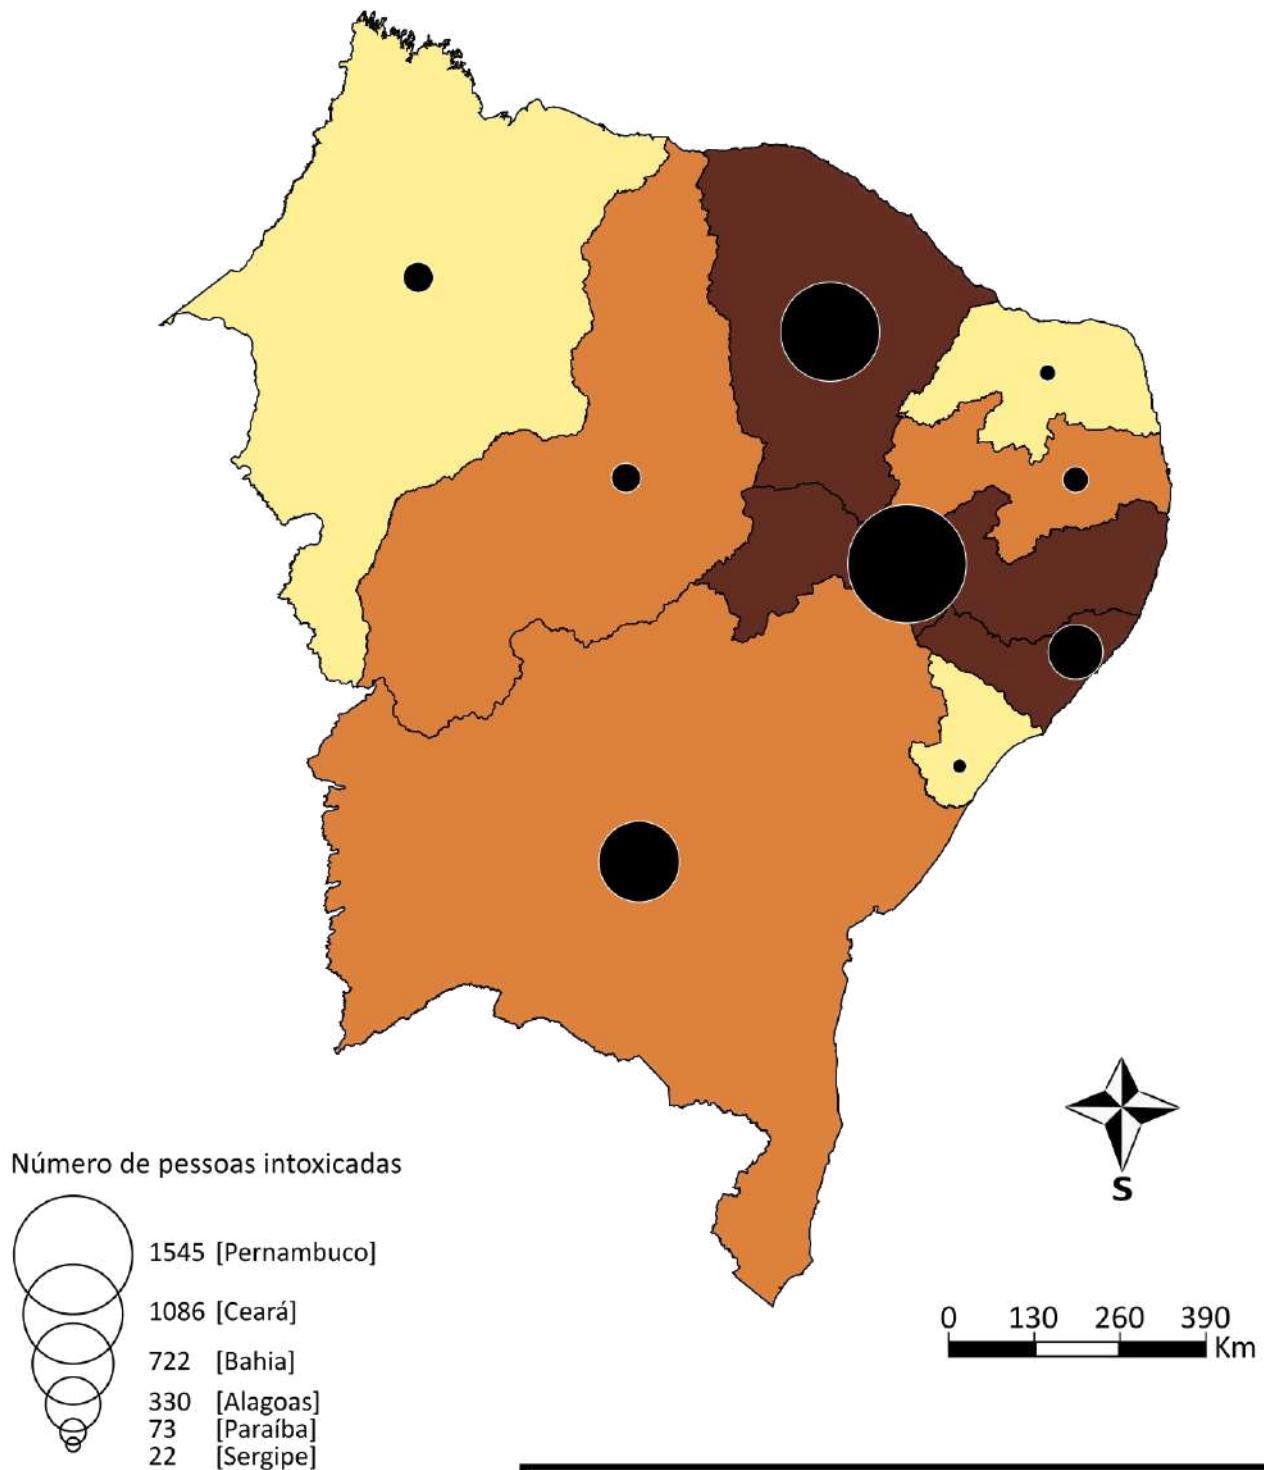 S
Número de pessoas intoxicadas
1545 [Pernambuco]
1086 [Ceará]
722 [Bahia]
330 [Alagoas]
73 [Paraíba]
22 [Sergipe]
0 130 260 390
Km